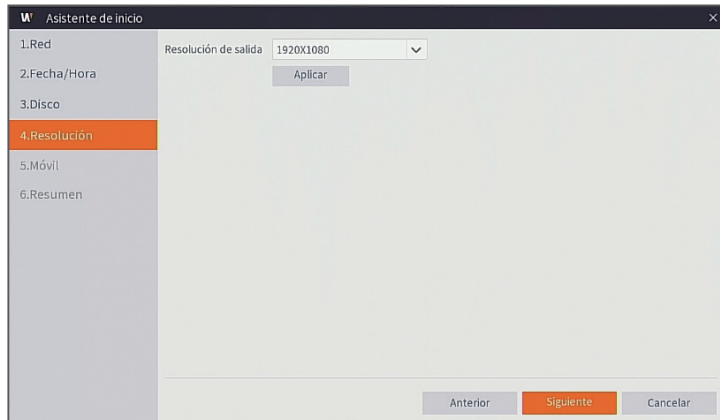 W Asistente de inicio
1.Red
2.Fecha/Hora
3.Disco
4.Resolución
5.Móvil
6.Resumen
Resolución de salida 1920X1080
Aplicar
Anterior Siguiente Cancelar